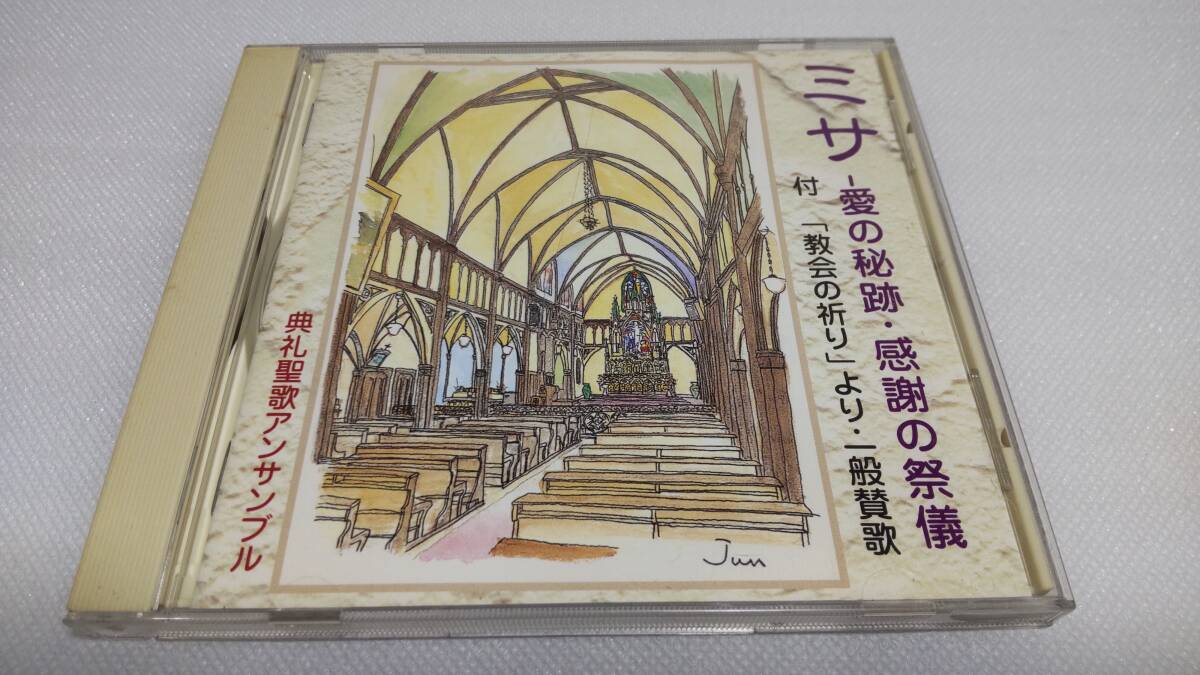 ミサ-愛の秘跡・感謝の祭儀
付 「教会の祈り」より・一般賛歌
典礼聖歌アンサンブル
Jun